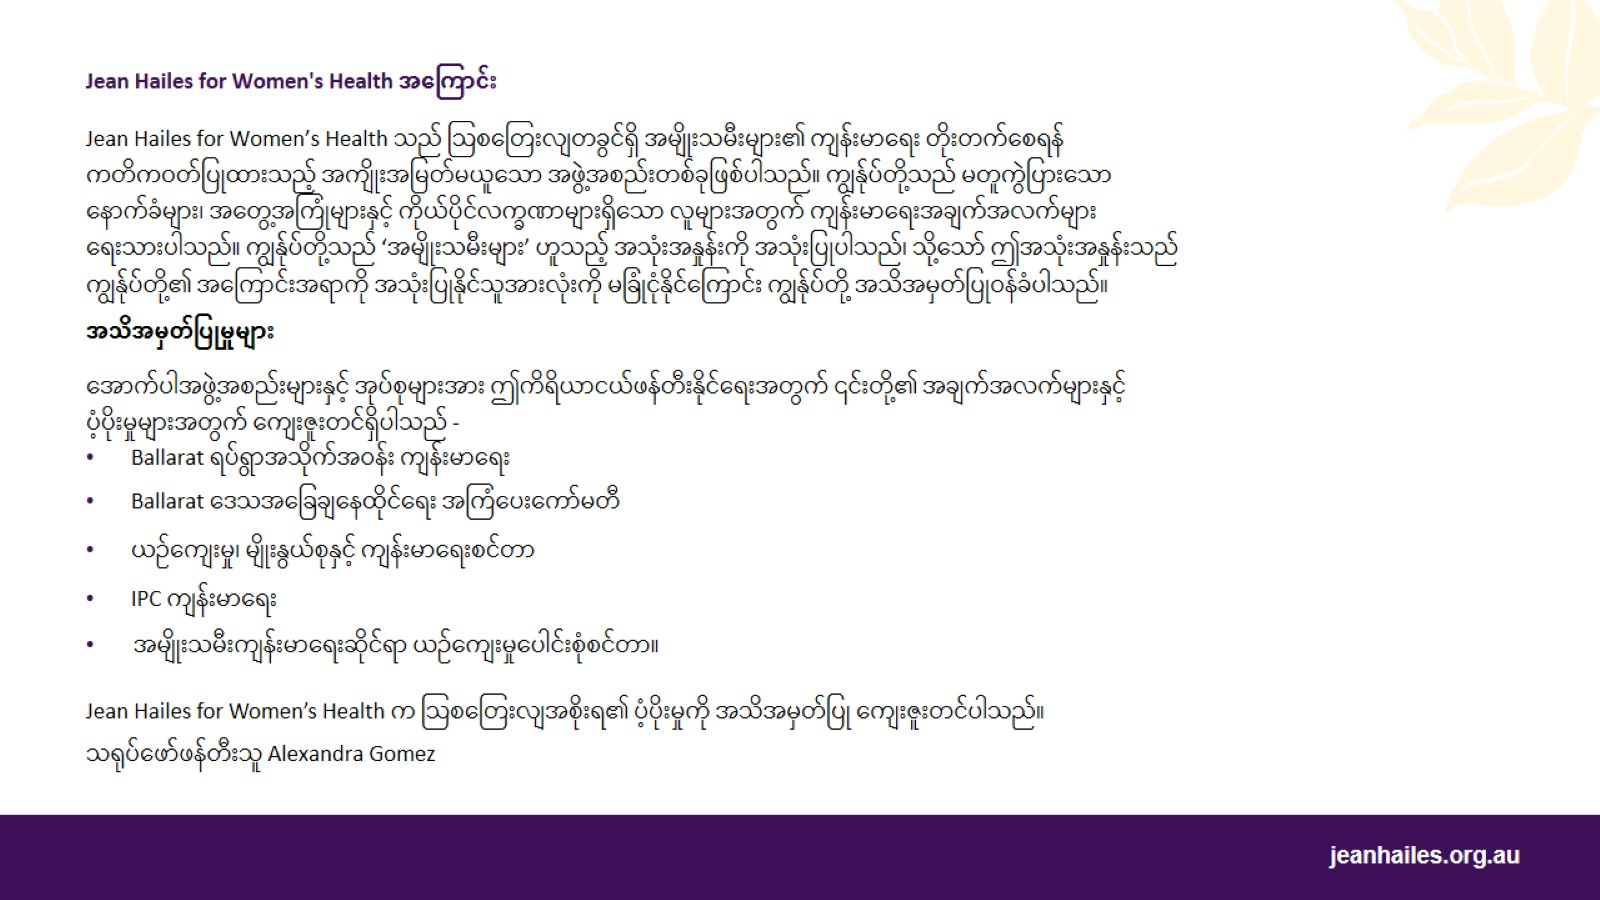 Jean Hailes for Women's Health အကြောင်း
Jean Hailes for Women’s Health သည် ဩစတြေးလျတခွင်ရှိ အမျိုးသမီးများ၏ ကျန်းမာရေး တိုးတက်စေရန်
ကတိကဝတ်ပြုထားသည့် အကျိုးအမြတ်မယူသော အဖွဲ့အစည်းတစ်ခုဖြစ်ပါသည်။ ကျွန်ုပ်တို့သည် မတူကွဲပြားသော
နောက်ခံများ၊ အတွေ့အကြုံများနှင့် ကိုယ်ပိုင်လက္ခဏာများရှိသော လူများအတွက် ကျန်းမာရေးအချက်အလက်များ
ရေးသားပါသည်။ ကျွန်ုပ်တို့သည် ‘အမျိုးသမီးများ’ ဟူသည့် အသုံးအနှုန်းကို အသုံးပြုပါသည်၊ သို့သော် ဤအသုံးအနှုန်းသည်
ကျွန်ုပ်တို့၏ အကြောင်းအရာကို အသုံးပြုနိုင်သူအားလုံးကို မခြုံငုံနိုင်ကြောင်း ကျွန်ုပ်တို့ အသိအမှတ်ပြုဝန်ခံပါသည်။
အသိအမှတ်ပြုမှုများ
အောက်ပါအဖွဲ့အစည်းများနှင့် အုပ်စုများအား ဤကိရိယာငယ်ဖန်တီးနိုင်ရေးအတွက် ၎င်းတို့၏ အချက်အလက်များနှင့်
ပံ့ပိုးမှုများအတွက် ကျေးဇူးတင်ရှိပါသည် -
• Ballarat ရပ်ရွာအသိုက်အဝန်း ကျန်းမာရေး
• Ballarat ဒေသအခြေချနေထိုင်ရေး အကြံပေးကော်မတီ
• ယဉ်ကျေးမှု၊ မျိုးနွယ်စုနှင့် ကျန်းမာရေးစင်တာ
• IPC ကျန်းမာရေး
• အမျိုးသမီးကျန်းမာရေးဆိုင်ရာ ယဉ်ကျေးမှုပေါင်းစုံစင်တာ။
Jean Hailes for Women’s Health က ဩစတြေးလျအစိုးရ၏ ပံ့ပိုးမှုကို အသိအမှတ်ပြု ကျေးဇူးတင်ပါသည်။
သရုပ်ဖော်ဖန်တီးသူ Alexandra Gomez
jeanhailes.org.au